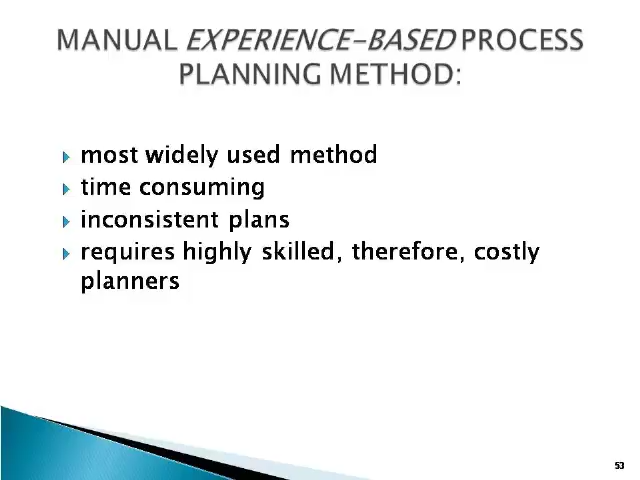 MANUAL EXPERIENCE-BASED PROCESS
PLANNING METHOD:
most widely used method
time consuming
inconsistent plans
requires highly skilled, therefore, costly
planners
53